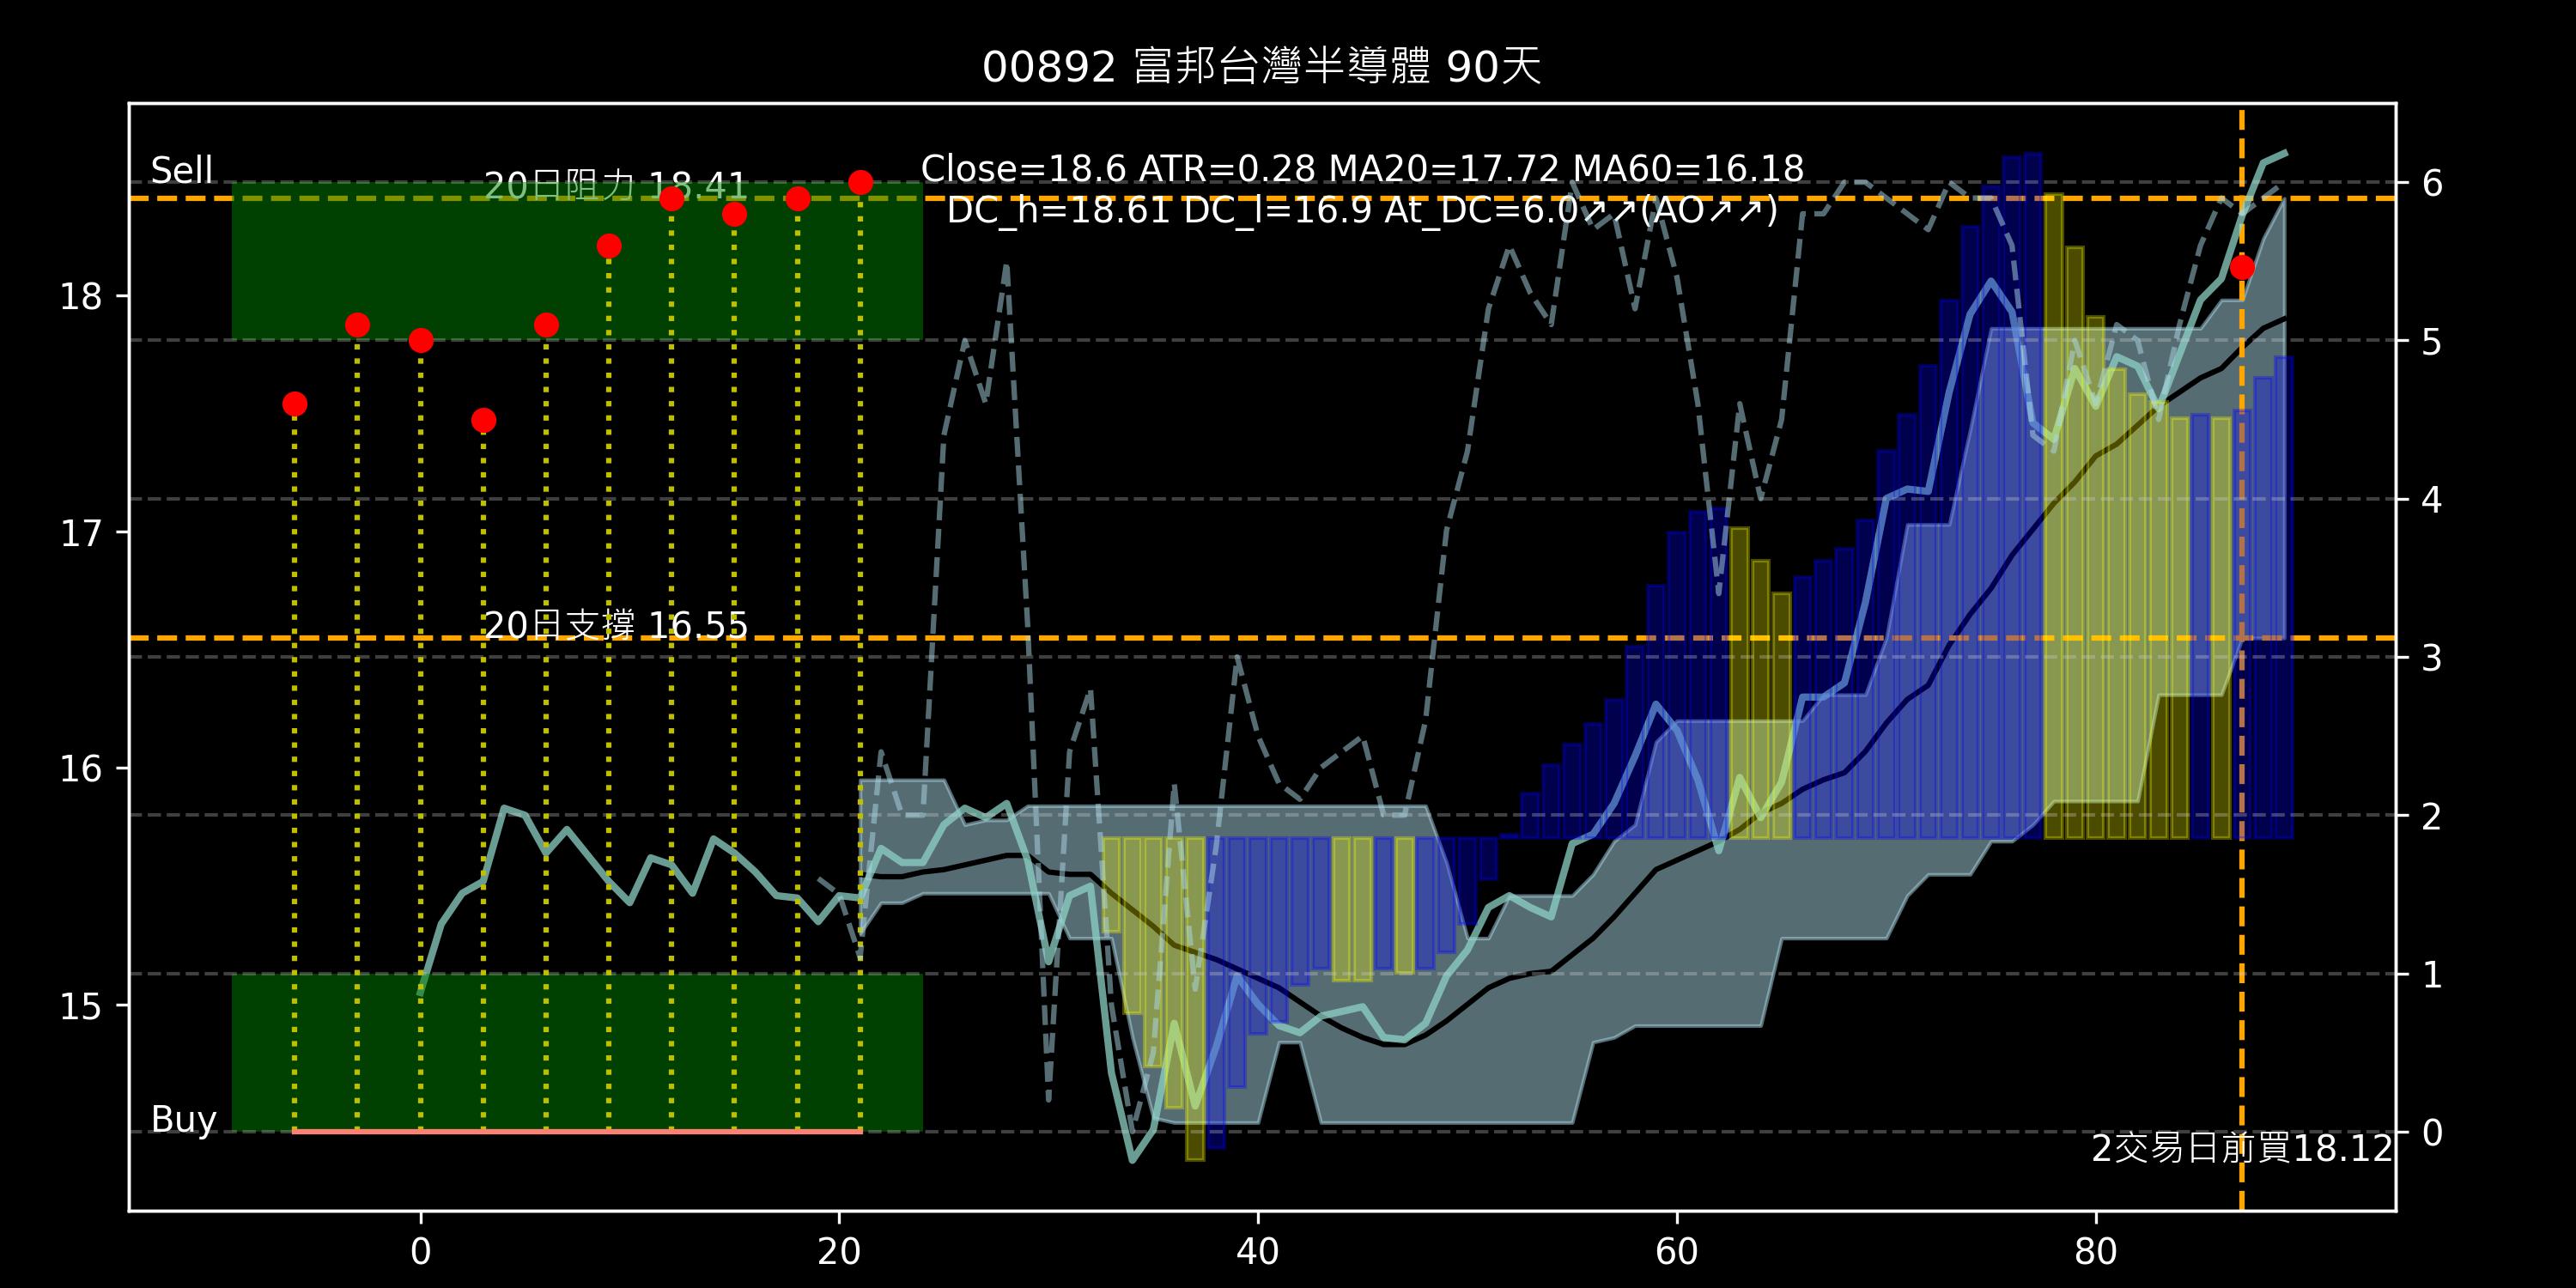 00892 富邦台灣半導體 90天
Sell
20日阻力 18.41
Close=18.6 ATR=0.28 MA20=17.72 MA60=16.18
DC_h=18.61 DC_l=16.9 At_DC=6.0↗↗(AO↗↗)
20日支撐 16.55
Buy
2交易日前買18.12
18
17
16
15
6
5
4
3
2
1
0
0
20
40
60
80